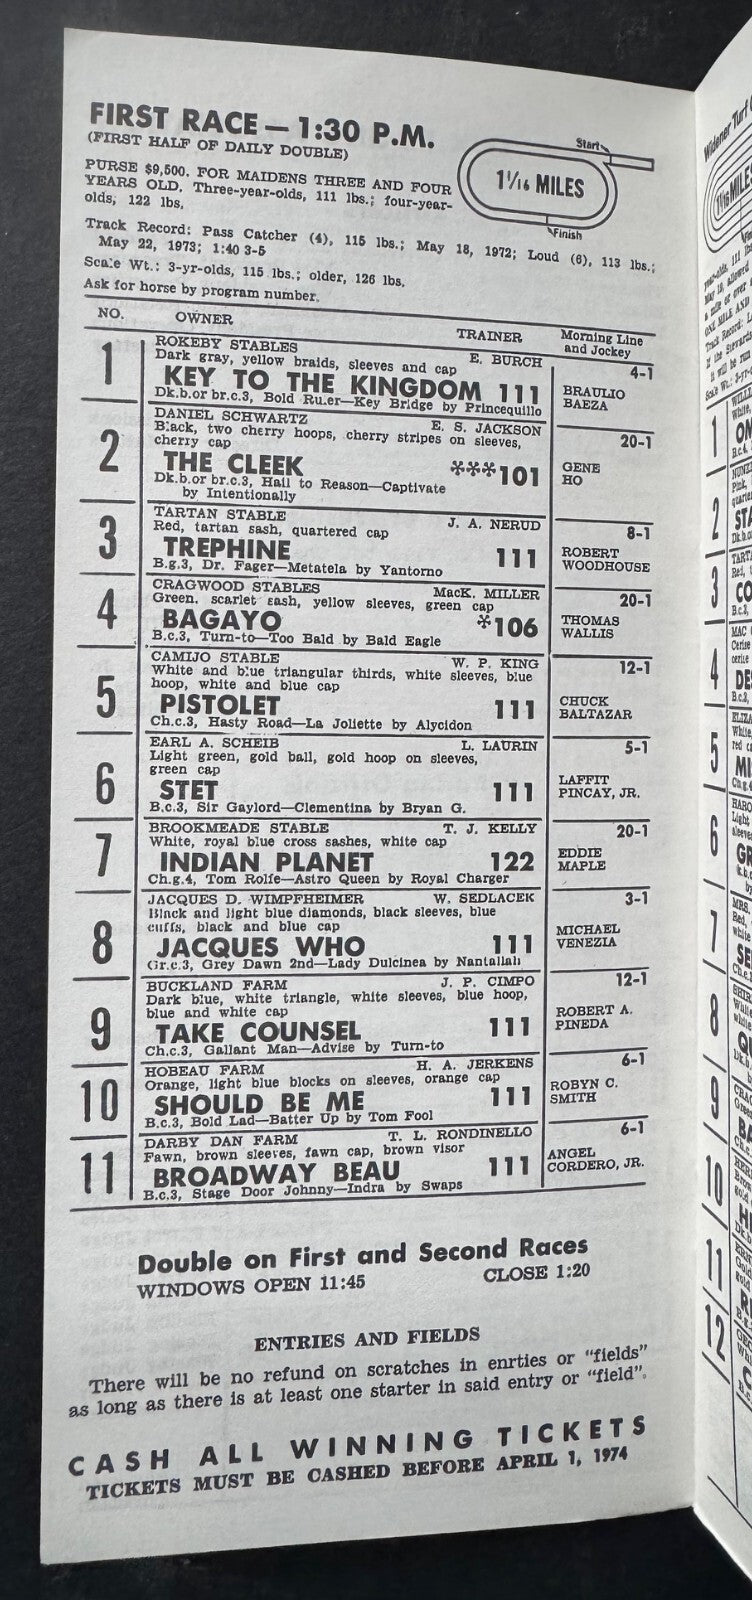 FIRST RACE — 1:30 P.M.
(FIRST HALF OF DAILY DOUBLE)
PURSE $9,500. FOR MAIDENS THREE AND FOUR
YEARS OLD. Three-year-olds, 111 lbs.; four-year-
olds, 122 lbs.
Start
1 1/16 MILES
Finish
Track Record: Pass Catcher (4), 115 lbs.; May 18, 1972; Loud (6), 113 lbs.;
May 22, 1973; 1:40 3-5
Scale Wt.: 3-yr-olds, 115 lbs.; older, 126 lbs.
Ask for horse by program number.
NO. OWNER TRAINER Morning Line
and Jockey
1 ROKEBY STABLES E. BURCH 4-1
Dark gray, yellow braids, sleeves and cap
KEY TO THE KINGDOM 111 BRAULIO
BAEZA
Dk.b.or br.c.3, Bold Ruler—Key Bridge by Princequillo
2 DANIEL SCHWARTZ E. S. JACKSON 20-1
Black, two cherry hoops, cherry stripes on sleeves,
cherry cap
THE CLEEK ***101 GENE
HO
Dk.b.or br.c.3, Hail to Reason—Captivate
by Intentionally
3 TARTAN STABLE J. A. NERUD 8-1
Red, tartan sash, quartered cap
TREPHINE 111 ROBERT
WOODHOUSE
B.g.3, Dr. Fager—Metatela by Yantorno
4 CRAGWOOD STABLES MacK. MILLER 20-1
Green, scarlet sash, yellow sleeves, green cap
BAGAYO *106 THOMAS
WALLIS
B.c.3, Turn-to—Too Bald by Bald Eagle
5 CAMIJO STABLE W. P. KING 12-1
White and blue triangular thirds, white sleeves, blue
hoop, white and blue cap
PISTOLET 111 CHUCK
BALTAZAR
Ch.c.3, Hasty Road—La Joliette by Alycidon
6 EARL A. SCHEIB L. LAURIN 5-1
Light green, gold ball, gold hoop on sleeves,
green cap
STET 111 LAFFIT
PINCAY, JR.
B.c.3, Sir Gaylord—Clementina by Bryan G.
7 BROOKMEADE STABLE T. J. KELLY 20-1
White, royal blue cross sashes, white cap
INDIAN PLANET 122 EDDIE
MAPLE
Ch.g.4, Tom Rolfe—Astro Queen by Royal Charger
8 JACQUES D. WIMPFHEIMER W. SEDLACEK 3-1
Black and light blue diamonds, black sleeves, blue
cuffs, black and blue cap
JACQUES WHO 111 MICHAEL
VENEZIA
Gr.c.3, Grey Dawn 2nd—Lady Dulcinea by Nantallah
9 BUCKLAND FARM J. P. CIMPO 12-1
Dark blue, white triangle, white sleeves, blue hoop,
blue and white cap
TAKE COUNSEL 111 ROBERT A.
PINEDA
Ch.c.3, Gallant Man—Advise by Turn-to
10 HOBEAU FARM H. A. JERKENS 6-1
Orange, light blue blocks on sleeves, orange cap
SHOULD BE ME 111 ROBYN C.
SMITH
B.c.3, Bold Lad—Batter Up by Tom Fool
11 DARBY DAN FARM T. L. RONDINELLO 6-1
Fawn, brown sleeves, fawn cap, brown visor
BROADWAY BEAU 111 ANGEL
CORDERO, JR.
B.c.3, Stage Door Johnny—Indra by Swaps
Double on First and Second Races
WINDOWS OPEN 11:45 CLOSE 1:20
ENTRIES AND FIELDS
There will be no refund on scratches in enrties or "fields"
as long as there is at least one starter in said entry or "field".
CASH ALL WINNING TICKETS
TICKETS MUST BE CASHED BEFORE APRIL 1, 1974
Widener Turf
MILES
1
2
3
4
5
6
7
8
9
10
11
12